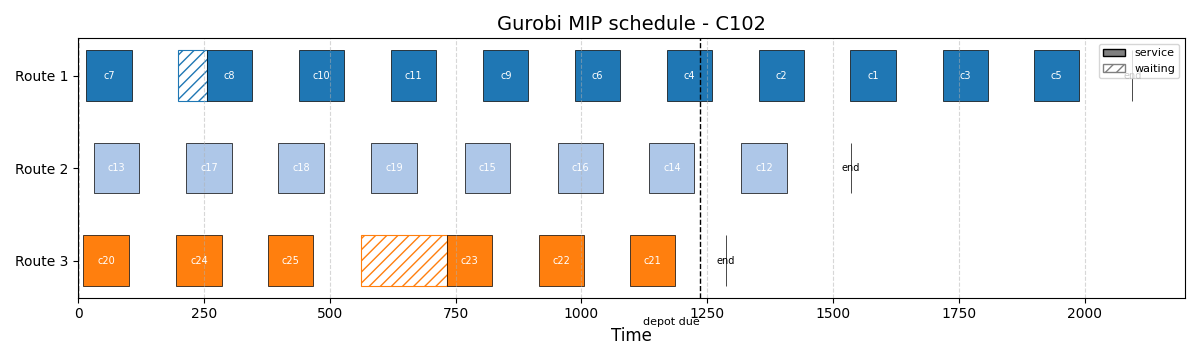 Gurobi MIP schedule - C102
service
waiting
Route 1
c7
c8
c10
c11
c9
c6
c4
c2
c1
c3
c5
end
Route 2
c13
c17
c18
c19
c15
c16
c14
c12
end
Route 3
c20
c24
c25
c23
c22
c21
end
0
250
500
750
1000
1250
1500
1750
2000
depot due
Time